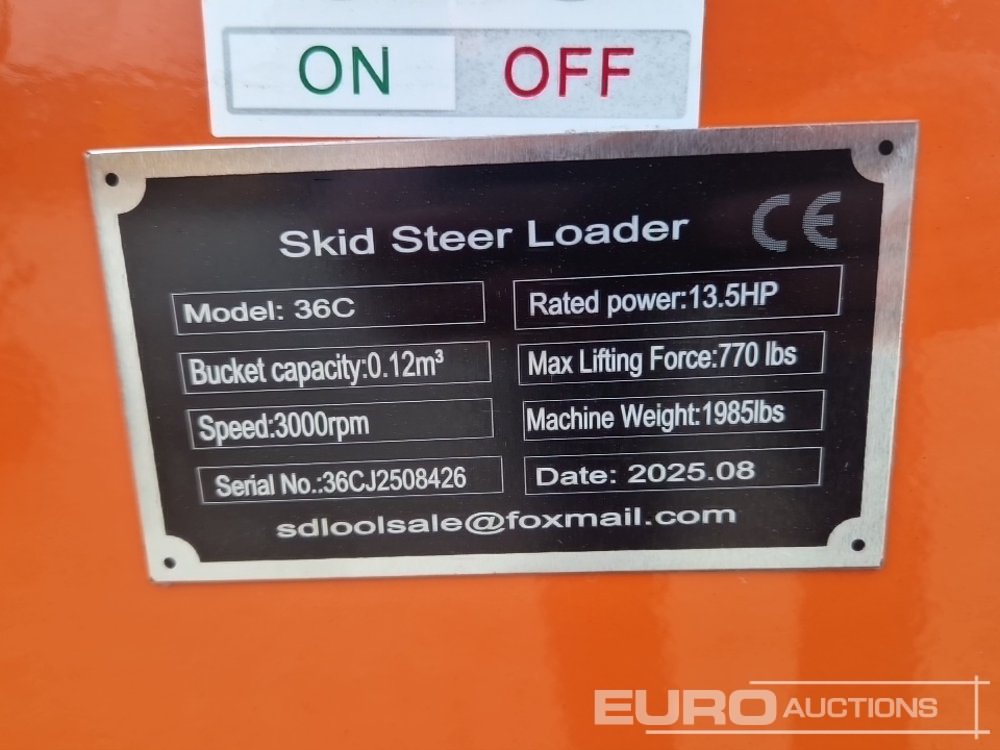 ON OFF
Skid Steer Loader CE
Model: 36C Rated power:13.5HP
Bucket capacity:0.12m³ Max Lifting Force:770 lbs
Speed:3000rpm Machine Weight:1985lbs
Serial No.:36CJ2508426 Date: 2025.08
sdloolsale@foxmail.com
EURO AUCTIONS